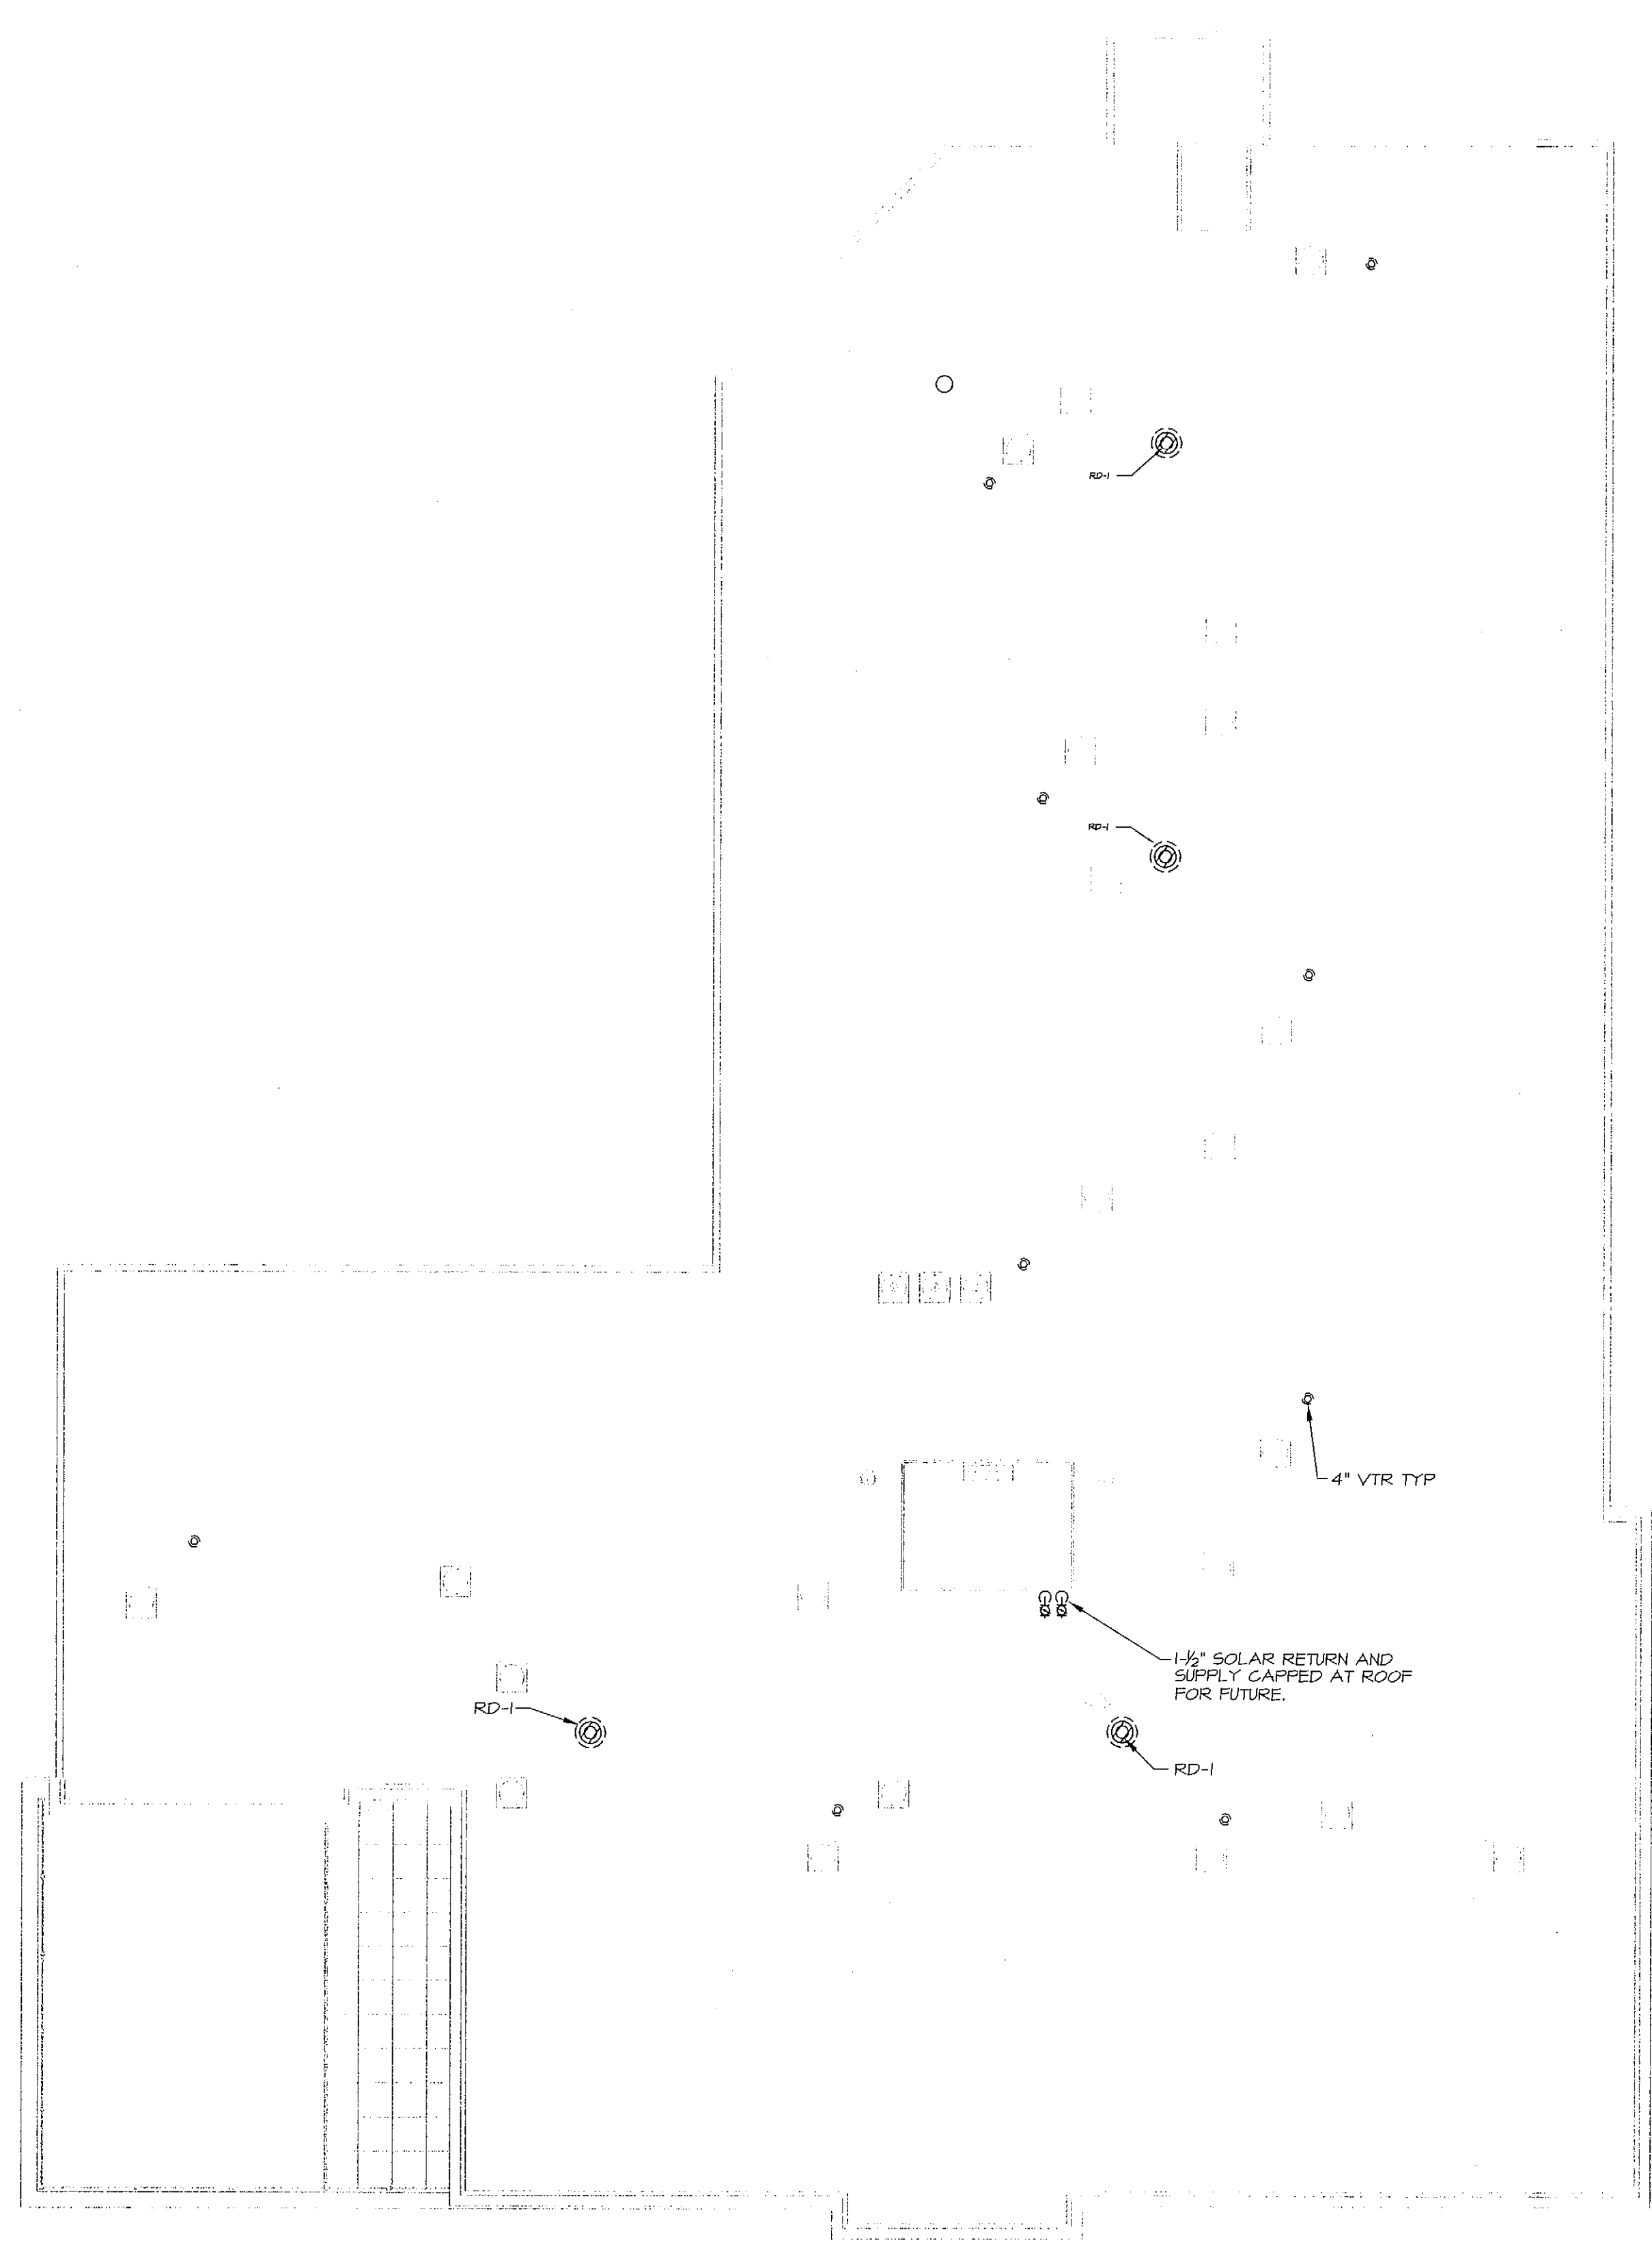 RD-1
RD-1
4" VTR TYP
1-1/2" SOLAR RETURN AND
SUPPLY CAPPED AT ROOF
FOR FUTURE.
RD-1
RD-1